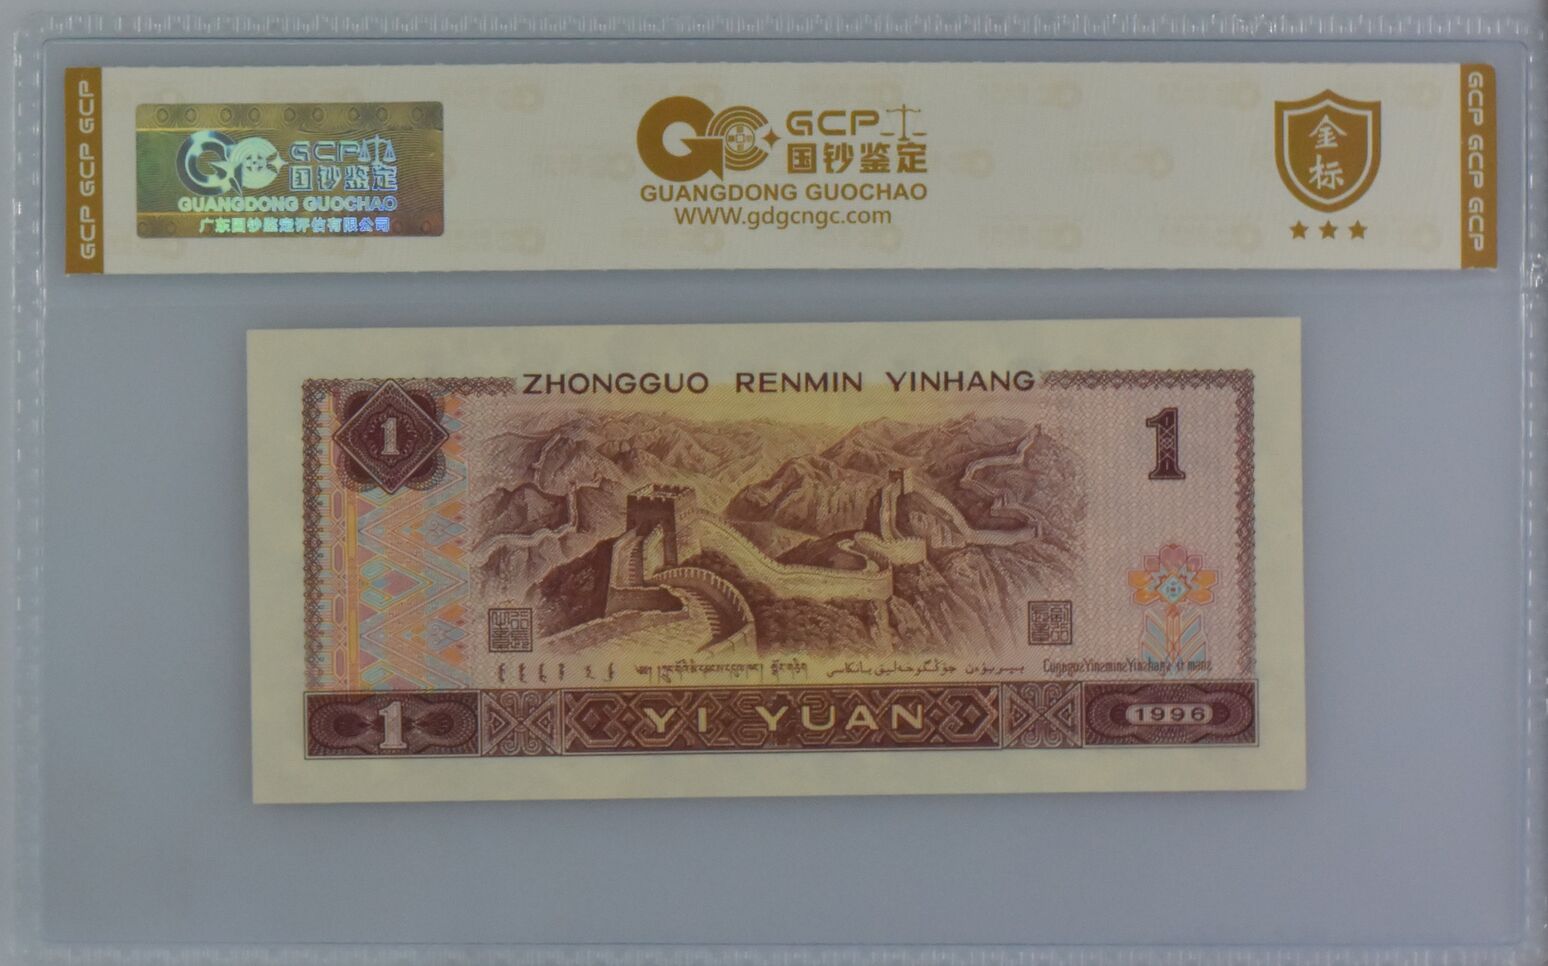 GCP GCP GCP
GCP
国钞鉴定
GUANGDONG GUOCHAO
广东国钞鉴定评估有限公司
GCP
国钞鉴定
GUANGDONG GUOCHAO
WWW.gdgcngc.com
金
标
GCP GCP GCP
ZHONGGUO RENMIN YINHANG
1
1
1
YI YUAN
1996